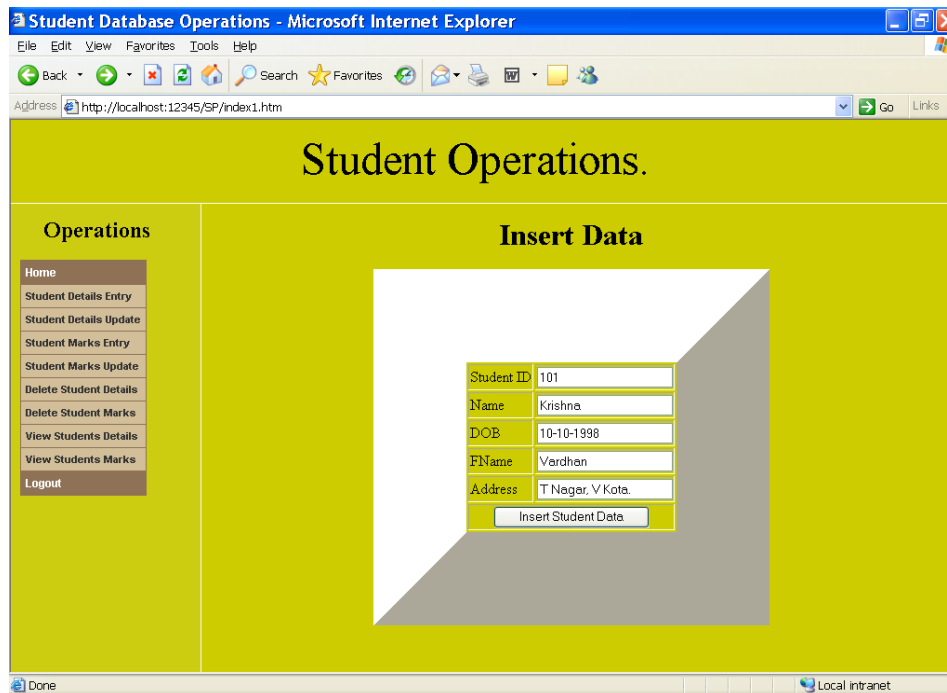 Student Database Operations - Microsoft Internet Explorer
File Edit View Favorites Tools Help
Back Search Favorites
Address http://localhost:12345/SP/index1.htm Go Links
Student Operations.
Operations
Home
Student Details Entry
Student Details Update
Student Marks Entry
Student Marks Update
Delete Student Details
Delete Student Marks
View Students Details
View Students Marks
Logout
Insert Data
Student ID 101
Name Krishna
DOB 10-10-1998
FName Vardhan
Address T Nagar, V Kota.
Insert Student Data
Done Local intranet